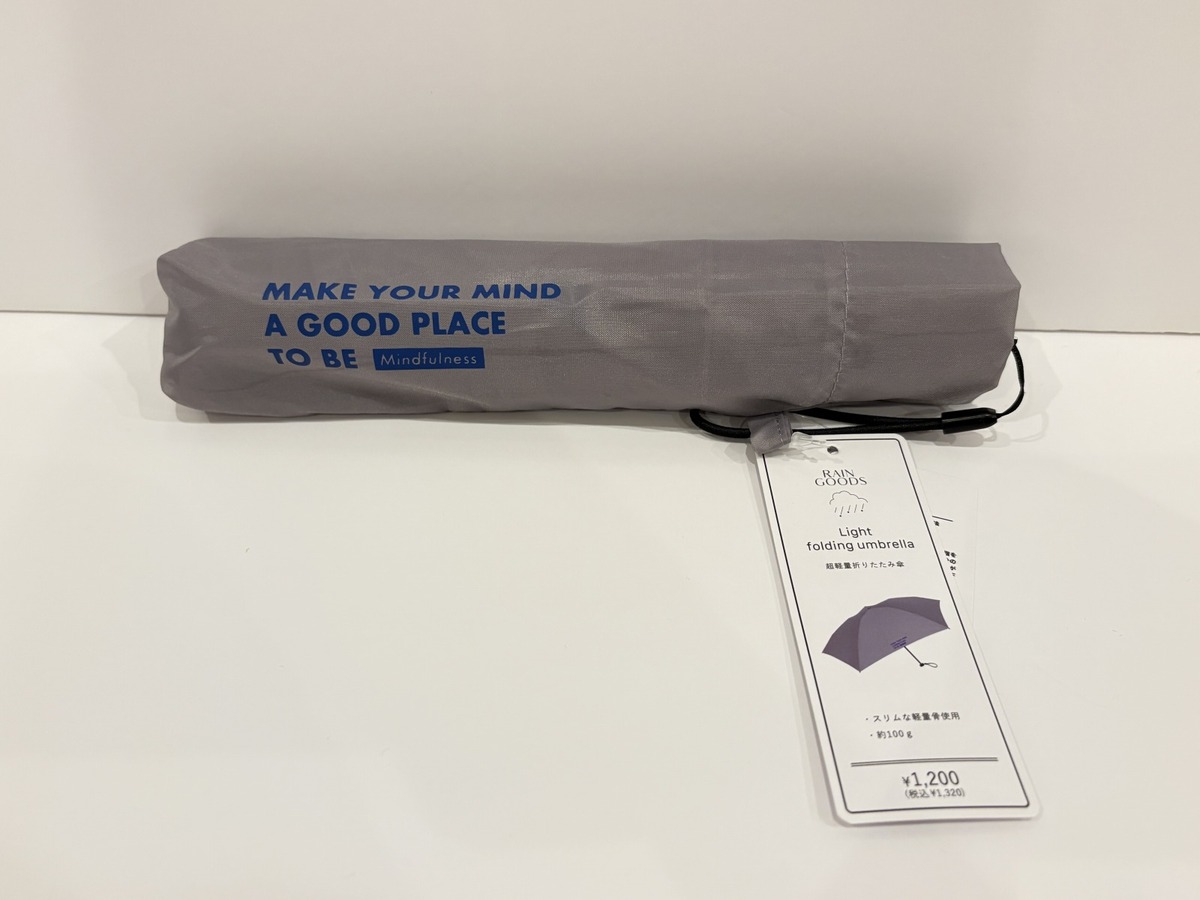 MAKE YOUR MIND
A GOOD PLACE
TO BE Mindfulness
RAIN
GOODS
Light
folding umbrella
超軽量折りたたみ傘
・スリムな軽量骨使用
・約100g
¥1,200
(税込¥1,320)